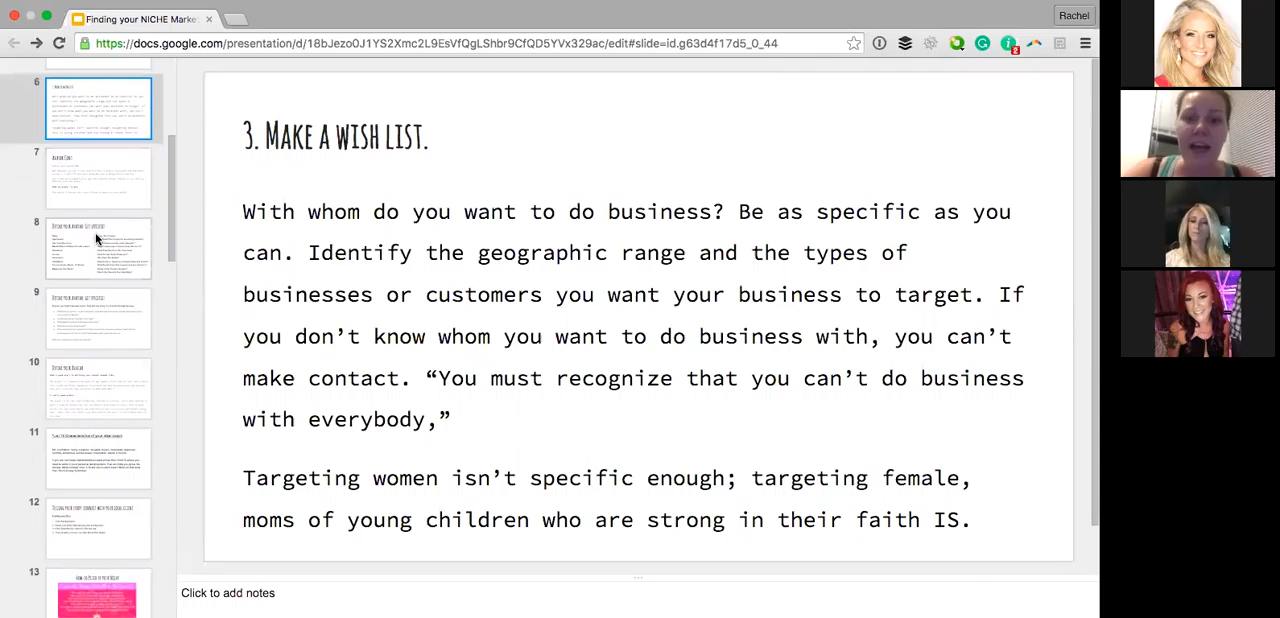 Finding your NICHE Marke
Rachel
https://docs.google.com/presentation/d/18bJezo0J1YS2Xmc2L9EsVfQgLShbr9CfQD5YVx329ac/edit#slide=id.g63d4f17d5_0_44
2
6
7
8
9
10
11
12
13
3. MAKE A WISH LIST.
With whom do you want to do business? Be as specific as you
can. Identify the geographic range and the types of
businesses or customers you want your business to target. If
you don’t know whom you want to do business with, you can’t
make contact. “You must recognize that you can’t do business
with everybody,”
Targeting women isn’t specific enough; targeting female,
moms of young children who are strong in their faith IS.
Click to add notes